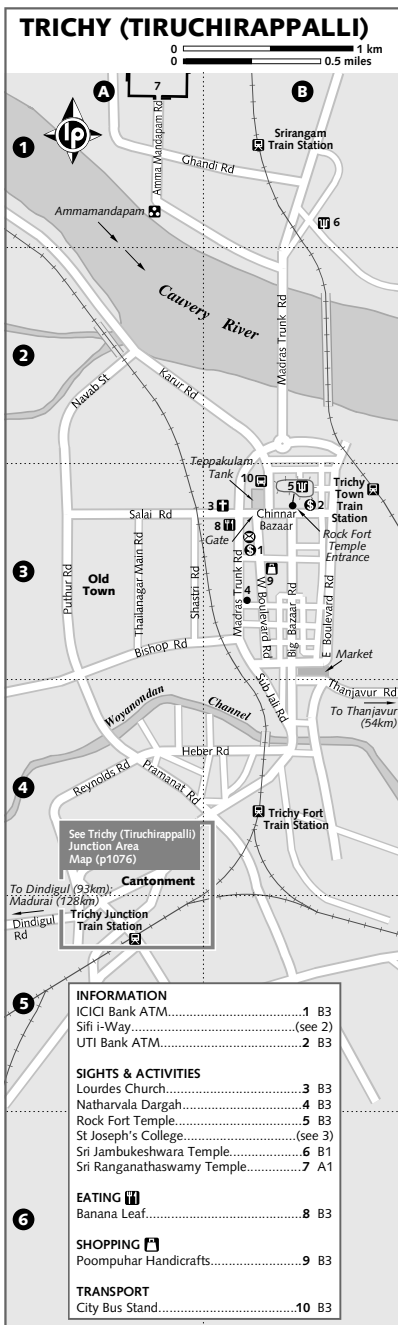 TRICHY (TIRUCHIRAPPALLI)
0 1 km
0 0.5 miles
A
7
B
1
lp
Amma Mandapam Rd
Ghandi Rd
Srirangam
Train Station
Ammamandapam
6
Cauvery
River
Madras Trunk Rd
2
Navab St
Karur Rd
Teppakulam
Tank
10
5
$ 2
Trichy
Town
Train
Station
3
Salai Rd
Chinnar
Bazaar
8
Gate
Rock Fort
Temple
Entrance
$ 1
3
Old
Town
Puthur Rd
Thailanagar Main Rd
Shastri Rd
Madras Trunk Rd
4
9
W Boulevard Rd
Big Bazaar Rd
E Boulevard Rd
Bishop Rd
Market
Sub Jali Rd
Thanjavur Rd
To Thanjavur
(54km)
Woyanondan
Channel
Heber Rd
4
Reynolds Rd
Pramanat Rd
Trichy Fort
Train Station
See Trichy (Tiruchirappalli)
Junction Area
Map (p1076)
Cantonment
To Dindigul (93km);
Madurai (128km)
Dindigul
Rd
Trichy Junction
Train Station
5
INFORMATION
ICICI Bank ATM 1 B3
Sifi i-Way (see 2)
UTI Bank ATM 2 B3
SIGHTS & ACTIVITIES
Lourdes Church 3 B3
Natharvala Dargah 4 B3
Rock Fort Temple 5 B3
St Joseph's College (see 3)
Sri Jambukeshwara Temple 6 B1
Sri Ranganathaswamy Temple 7 A1
6
EATING
Banana Leaf 8 B3
SHOPPING
Poompuhar Handicrafts 9 B3
TRANSPORT
City Bus Stand 10 B3